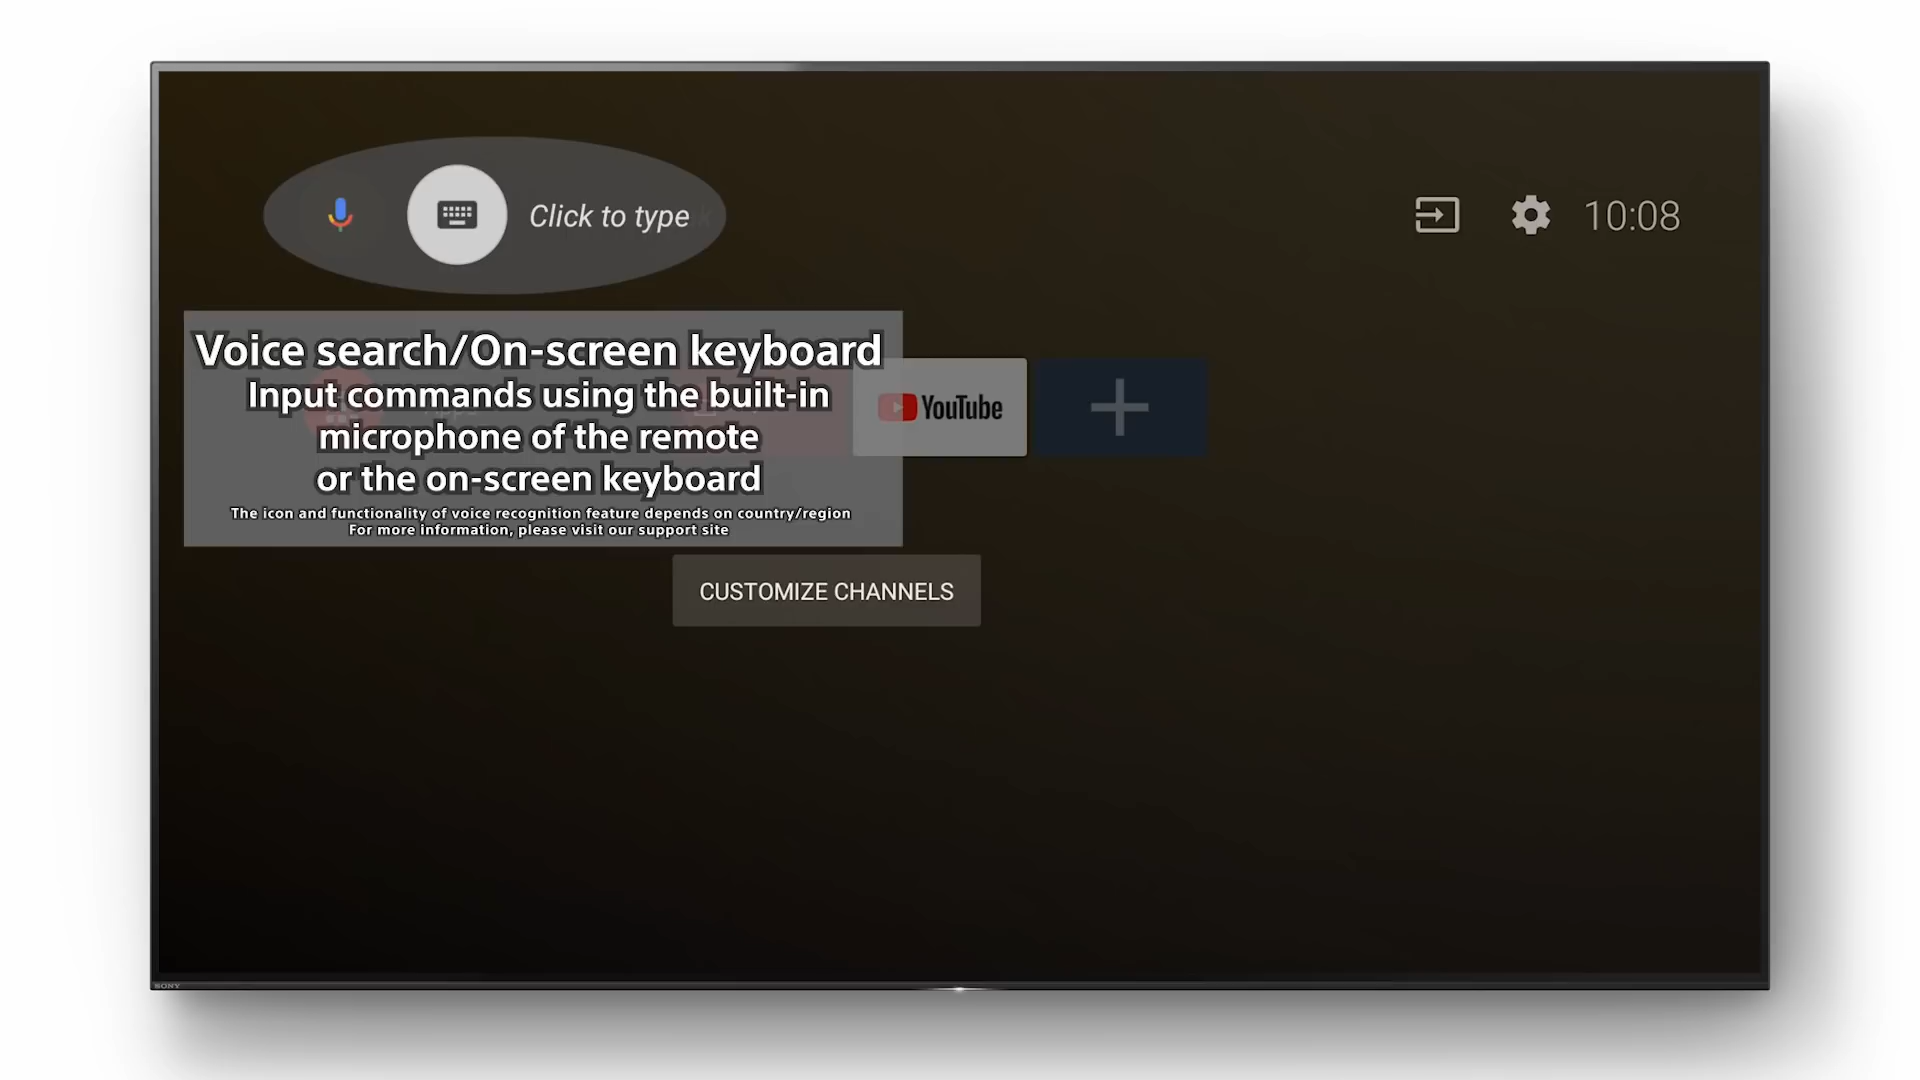 Click to type
10:08
Voice search/On-screen keyboard
Input commands using the built-in
microphone of the remote
or the on-screen keyboard
The icon and functionality of voice recognition feature depends on country/region
For more information, please visit our support site
Apps
YouTube
CUSTOMIZE CHANNELS
SONY